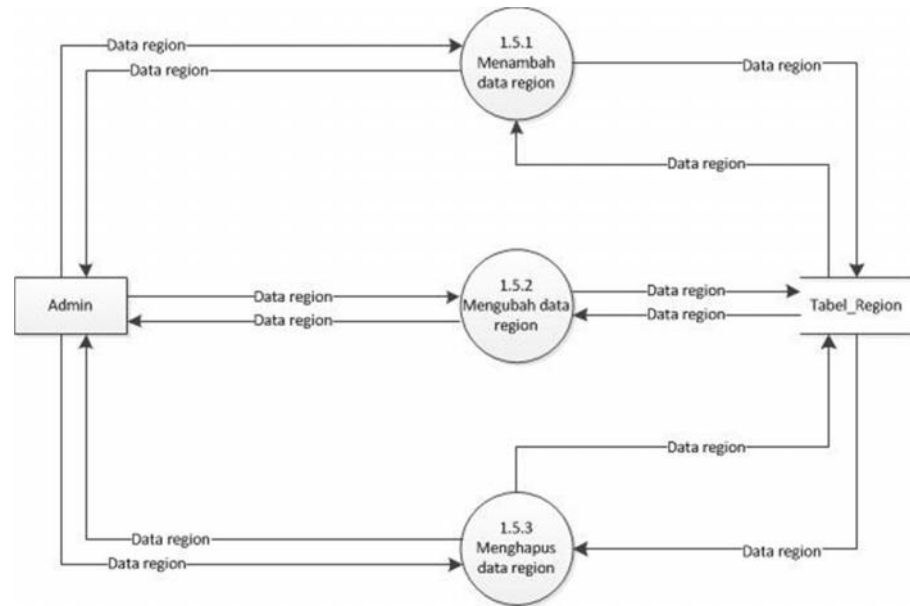 Data region
1.5.1
Menambah
data region
Data region
Data region
Data region
Admin
Data region
Data region
1.5.2
Mengubah data
region
Data region
Data region
Tabel_Region
Data region
Data region
Data region
1.5.3
Menghapus
data region
Data region